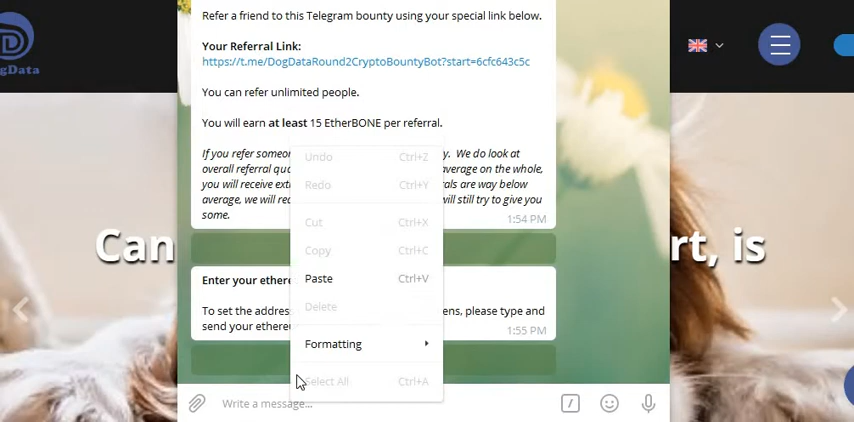 Refer a friend to this Telegram bounty using your special link below.
Your Referral Link:
https://t.me/DogDataRound2CryptoBountyBot?start=6cfc643c5c
You can refer unlimited people.
You will earn at least 15 EtherBONE per referral.
If you refer someon y. We do look at
overall referral qua average on the whole,
you will receive ext als are way below
average, we will rec will still try to give you
some.
1:54 PM
Undo Ctrl+Z
Redo Ctrl+Y
Cut Ctrl+X
Copy Ctrl+C
Paste Ctrl+V
Delete
Formatting
Select All Ctrl+A
Enter your ethere
To set the address ens, please type and
send your ethereu
1:55 PM
Write a message...
Can rt, is
gData